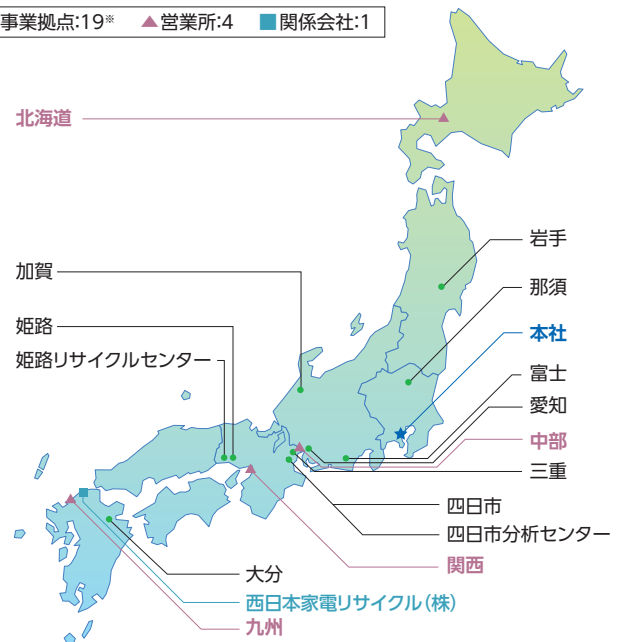 事業拠点:19※ ▲営業所:4 ■関係会社:1
北海道
岩手
加賀
那須
姫路
本社
姫路リサイクルセンター
富士
愛知
中部
三重
四日市
四日市分析センター
関西
大分
西日本家電リサイクル(株)
九州